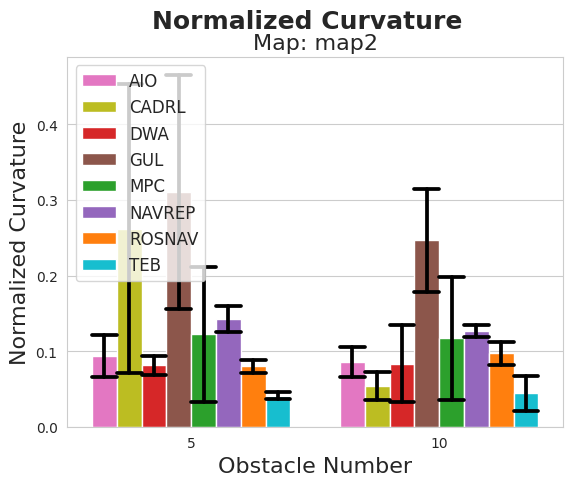 Normalized Curvature
Map: map2
Normalized Curvature
0.4
0.3
0.2
0.1
0.0
AIO
CADRL
DWA
GUL
MPC
NAVREP
ROSNAV
TEB
5
10
Obstacle Number